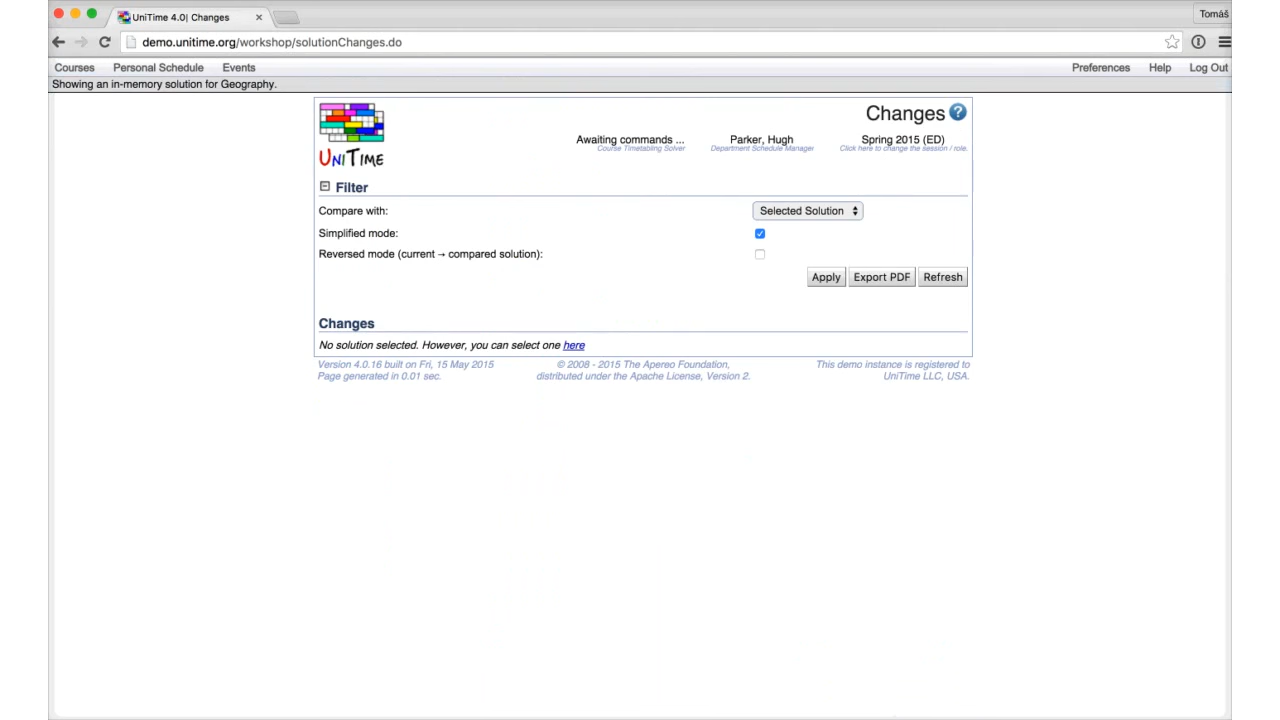 UniTime 4.0| Changes
Tomáš
demo.unitime.org/workshop/solutionChanges.do
Courses Personal Schedule Events Preferences Help Log Out
Showing an in-memory solution for Geography.
UNITIME
Changes
Awaiting commands ... Parker, Hugh Spring 2015 (ED)
Course Timetabling Solver Department Schedule Manager Click here to change the session / role.
Filter
Compare with: Selected Solution
Simplified mode:
Reversed mode (current → compared solution):
Apply Export PDF Refresh
Changes
No solution selected. However, you can select one here
Version 4.0.16 built on Fri, 15 May 2015 © 2008 - 2015 The Apereo Foundation, This demo instance is registered to
Page generated in 0.01 sec. distributed under the Apache License, Version 2. UniTime LLC, USA.